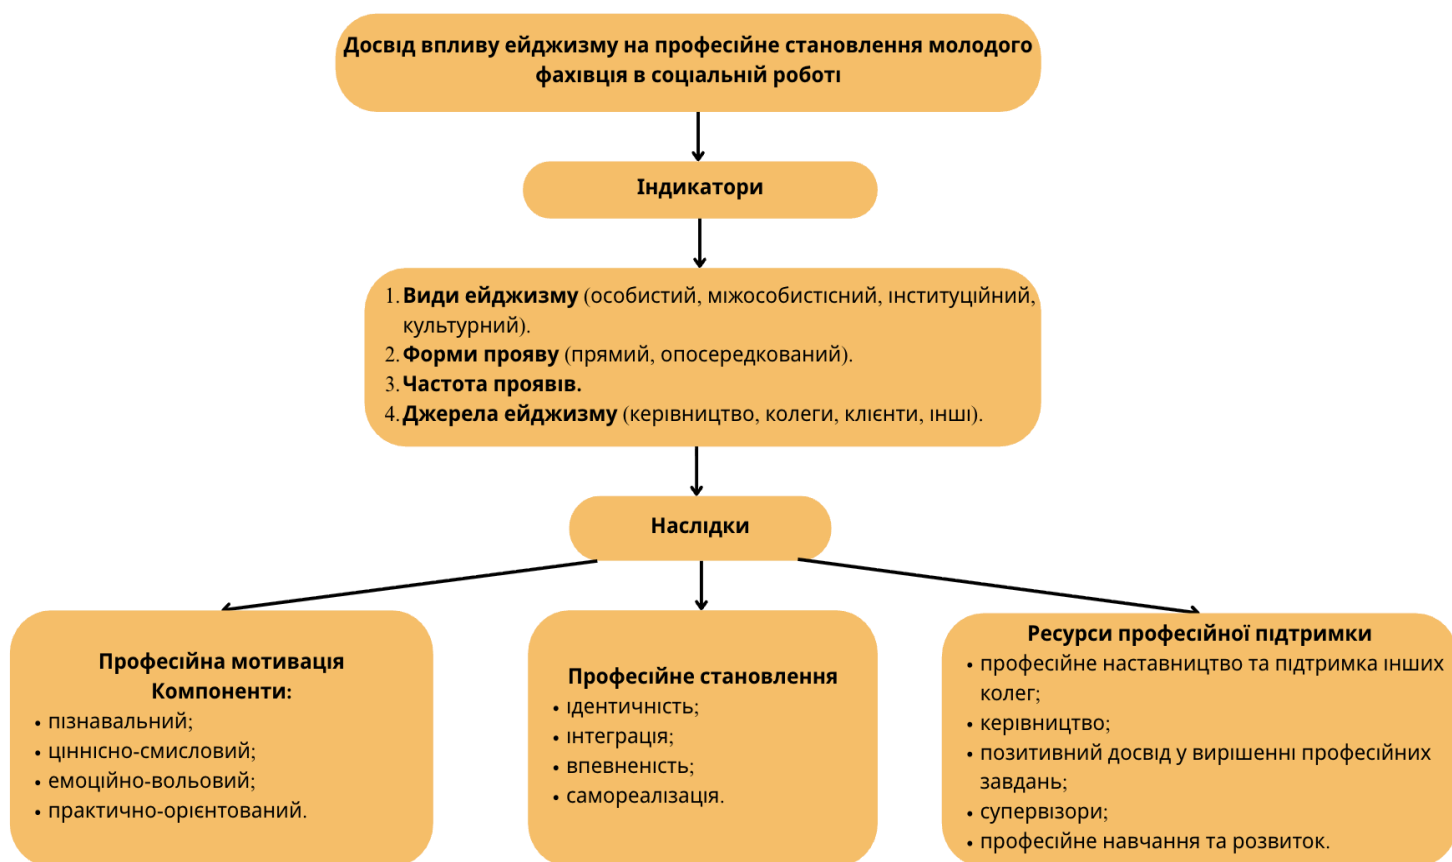 Досвід впливу ейджизму на професійне становлення молодого
фахівця в соціальній роботі
Індикатори
1. Види ейджизму (особистий, міжособистісний, інституційний,
культурний).
2. Форми прояву (прямий, опосередкований).
3. Частота проявів.
4. Джерела ейджизму (керівництво, колеги, клієнти, інші).
Наслідки
Професійна мотивація
Компоненти:
• пізнавальний;
• ціннісно-смисловий;
• емоційно-вольовий;
• практично-орієнтований.
Професійне становлення
• ідентичність;
• інтеграція;
• впевненість;
• самореалізація.
Ресурси професійної підтримки
• професійне наставництво та підтримка інших
колег;
• керівництво;
• позитивний досвід у вирішенні професійних
завдань;
• супервізори;
• професійне навчання та розвиток.